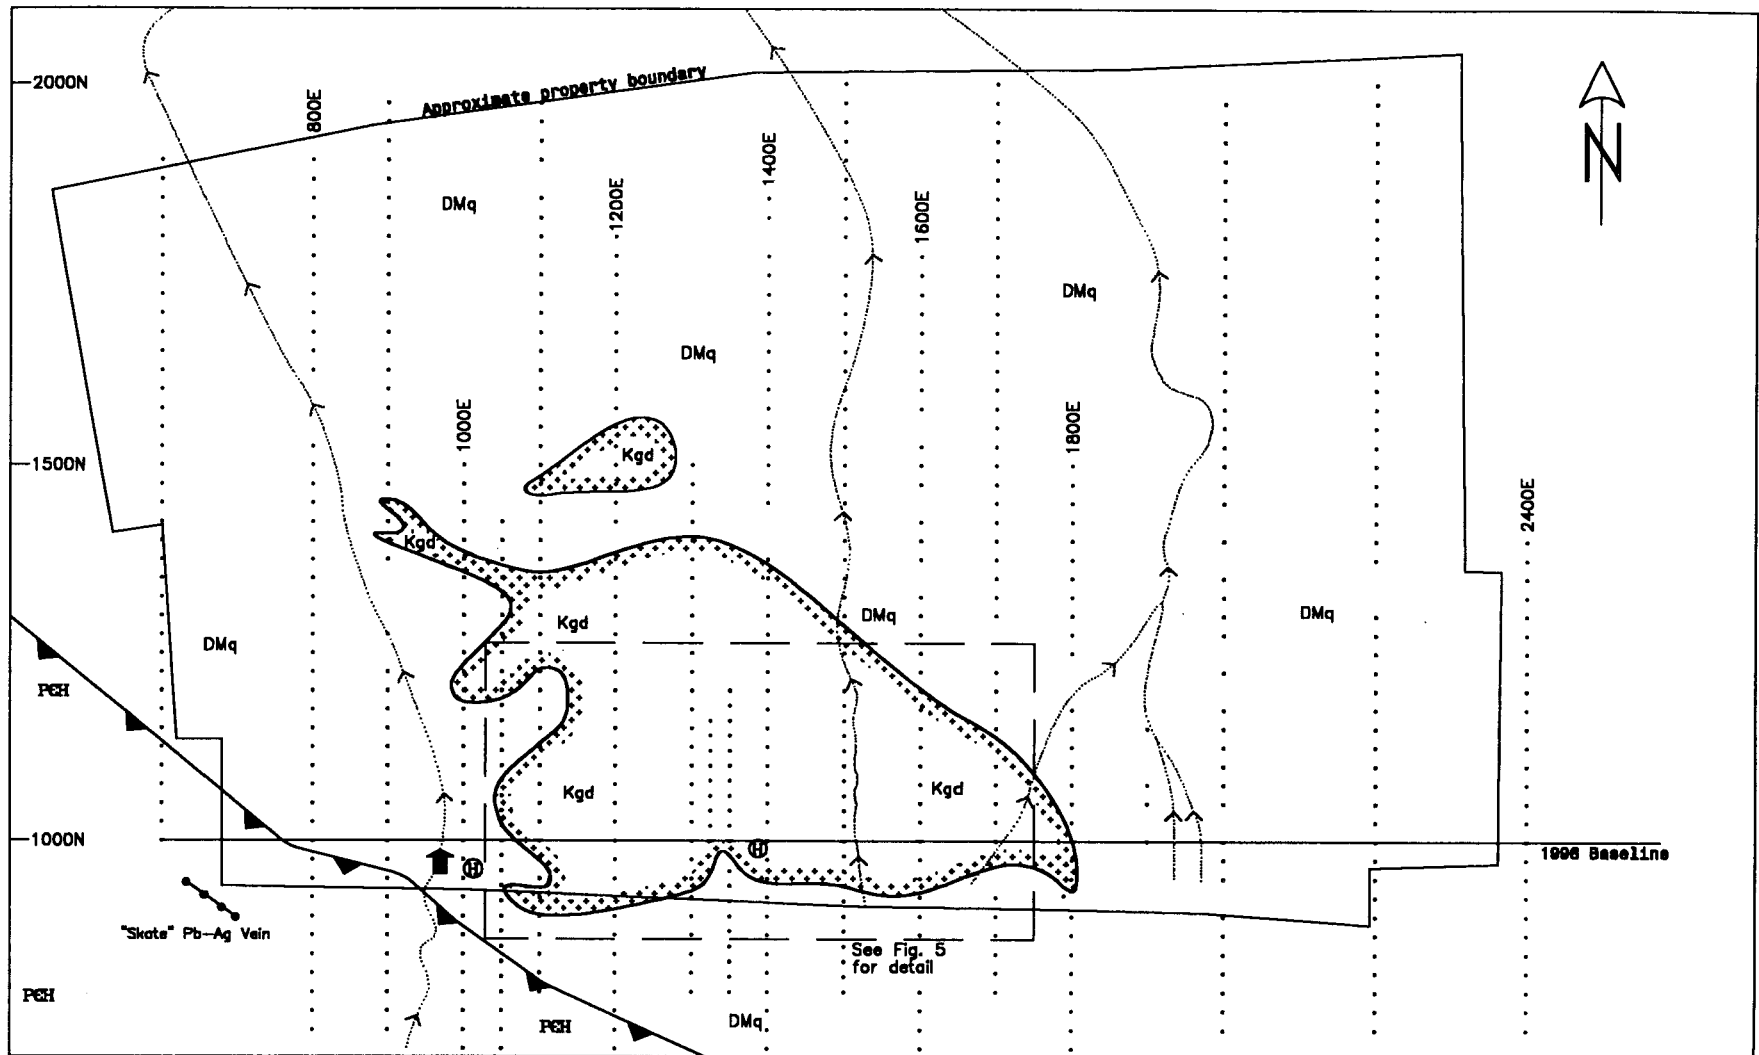 2000N
Approximate property boundary
800E
1400E
N
DMq
1200E
1600E
DMq
DMq
1000E
1800E
Kgd
1500N
2400E
Kgd
DMq
DMq
Kgd
DMq
PЄH
Kgd
Kgd
1000N
H
H
1996 Baseline
"Skate" Pb-Ag Vein
See Fig. 5
for detail
PЄH
PЄH
DMq